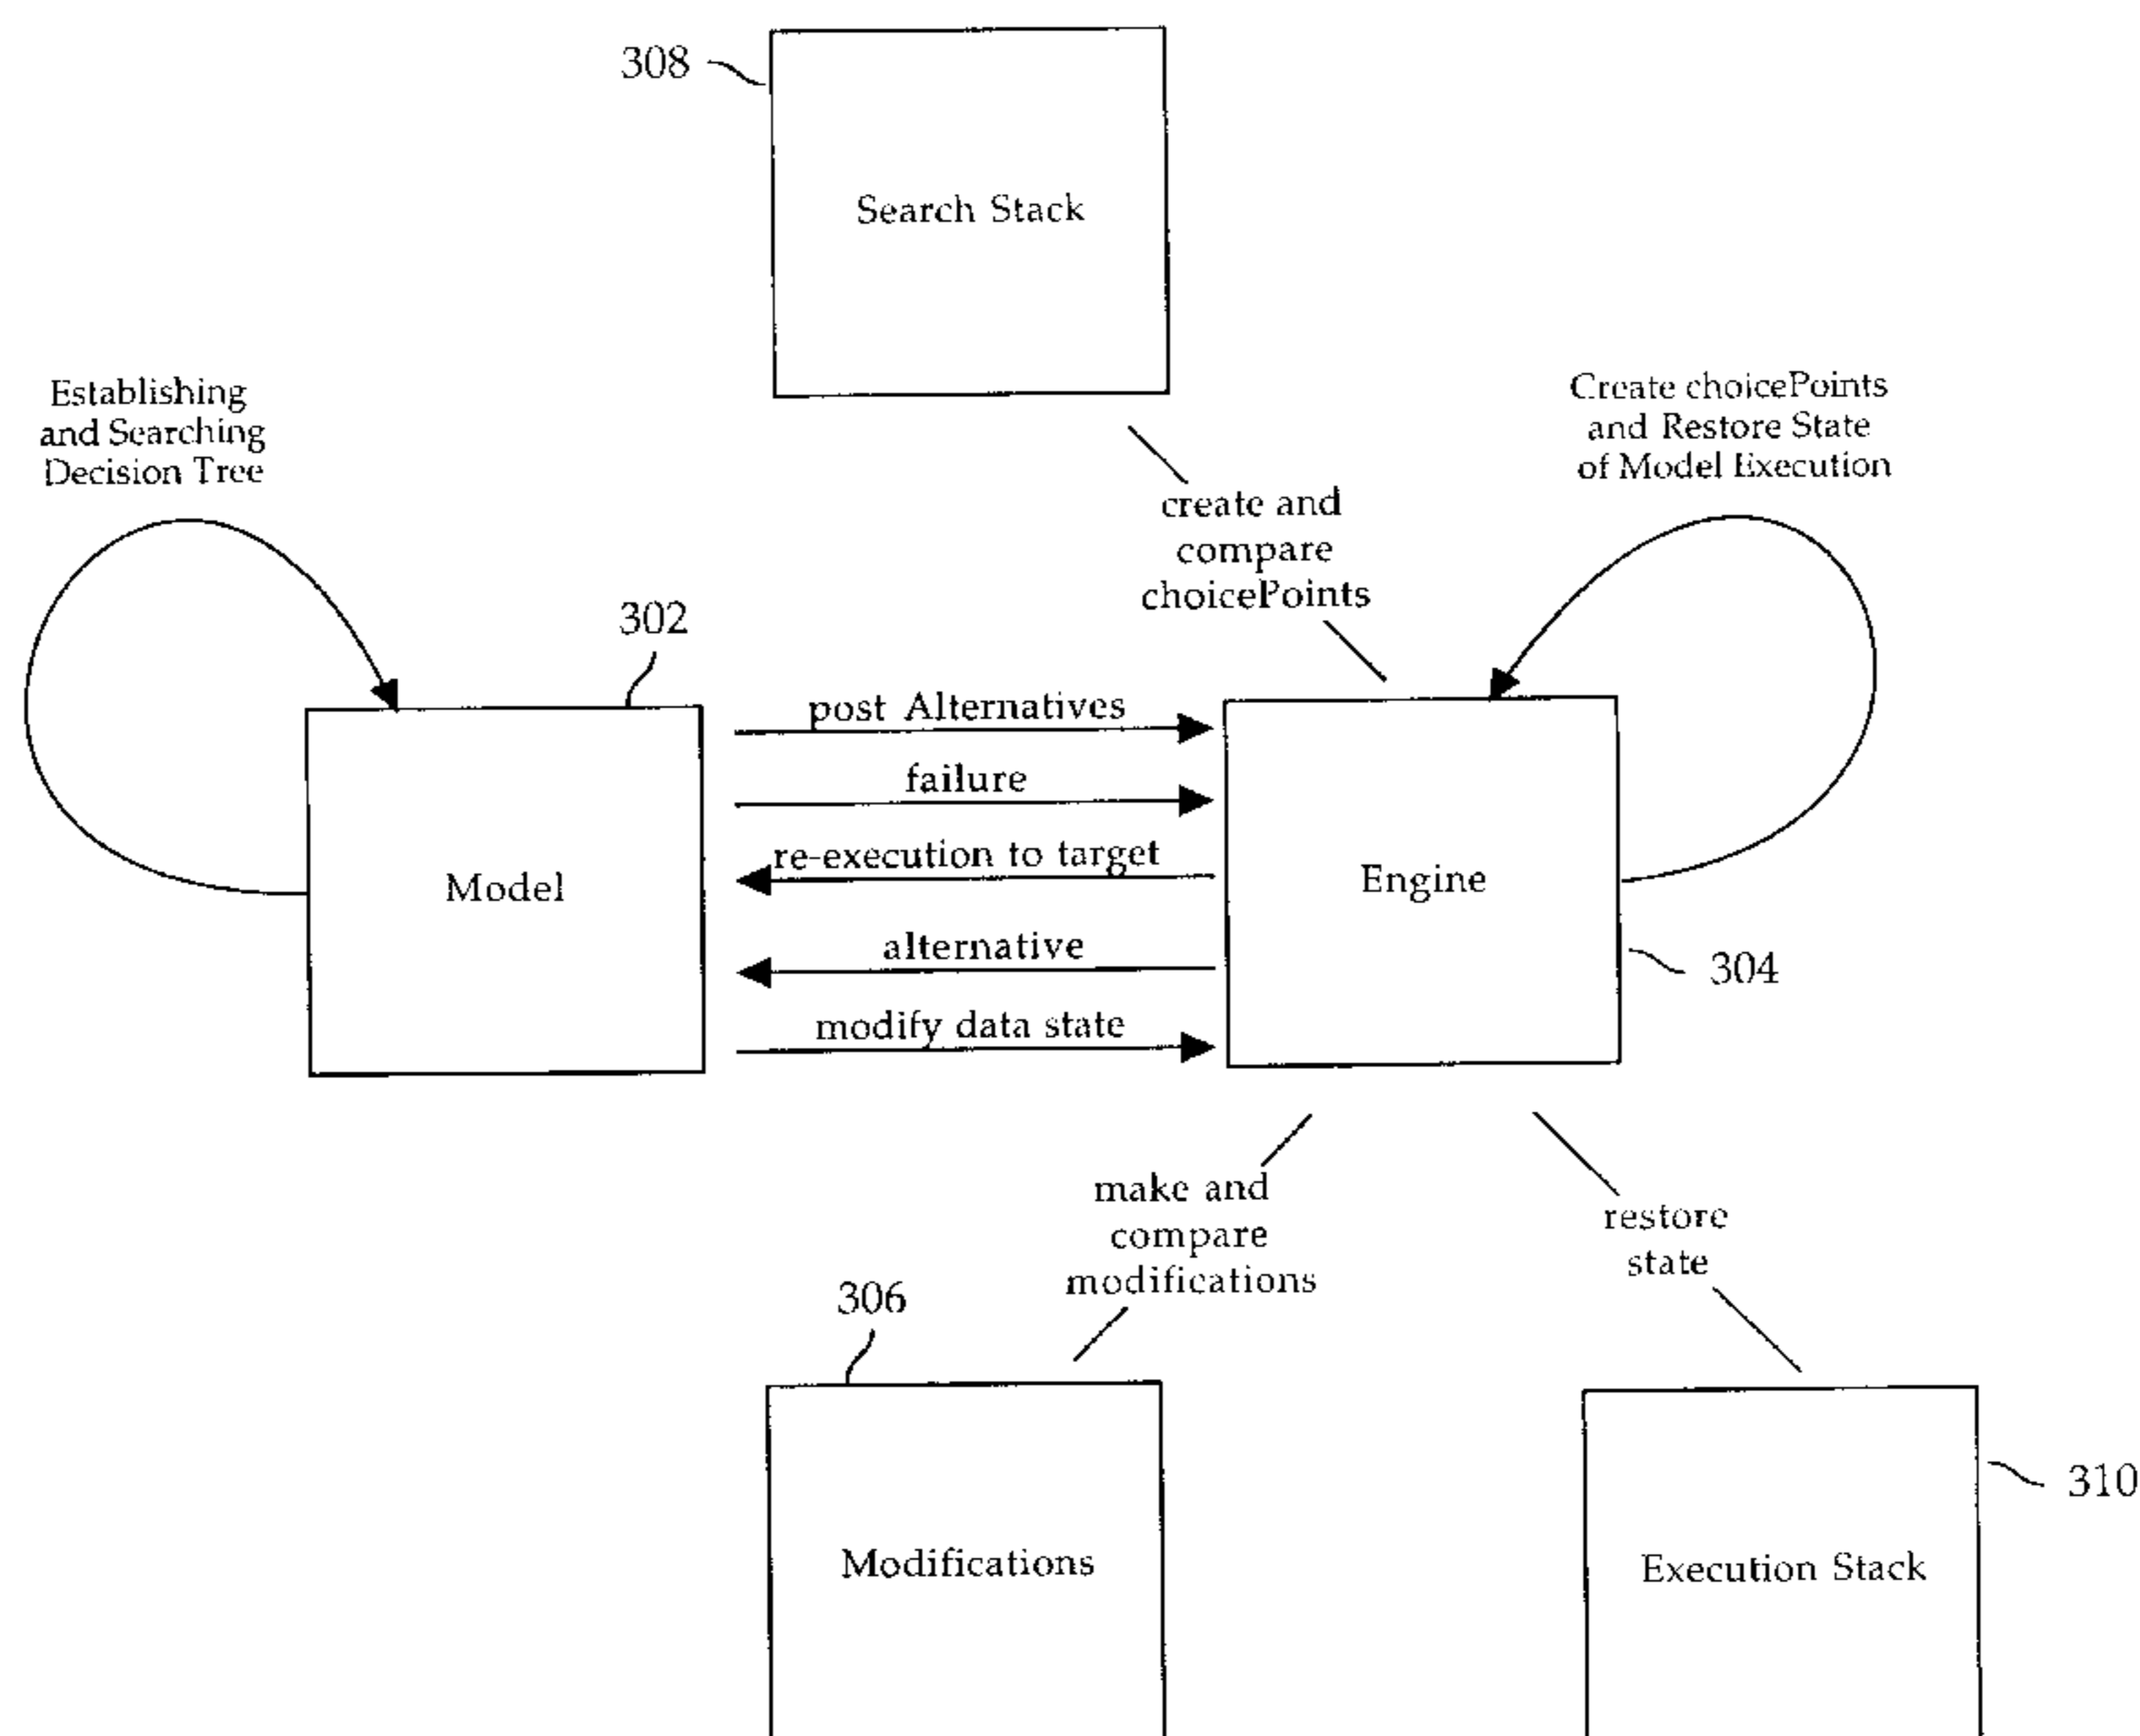 308
Search Stack
Establishing
and Searching
Decision Tree
Create choicePoints
and Restore State
of Model Execution
create and
compare
choicePoints
302
post Alternatives
failure
re-execution to target
Model
Engine
alternative
304
modify data state
make and
compare
modifications
restore
state
306
310
Modifications
Execution Stack